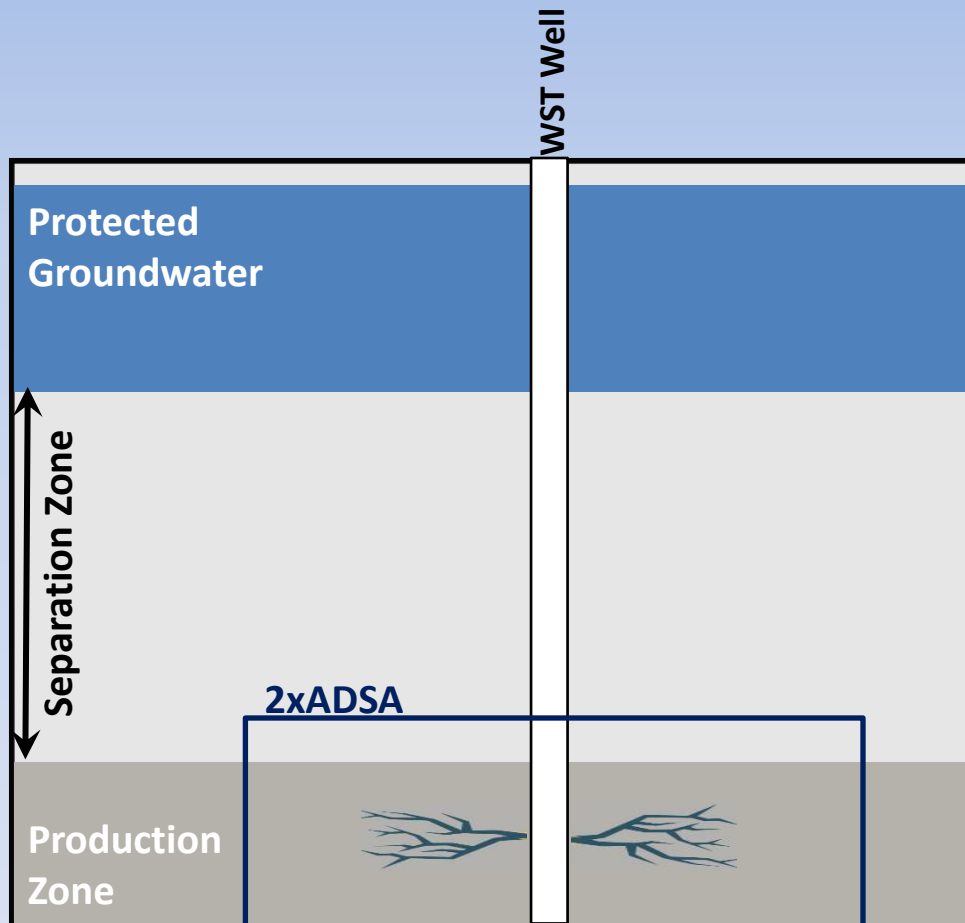 WST Well
Protected
Groundwater
Separation Zone
2xADSA
Production
Zone